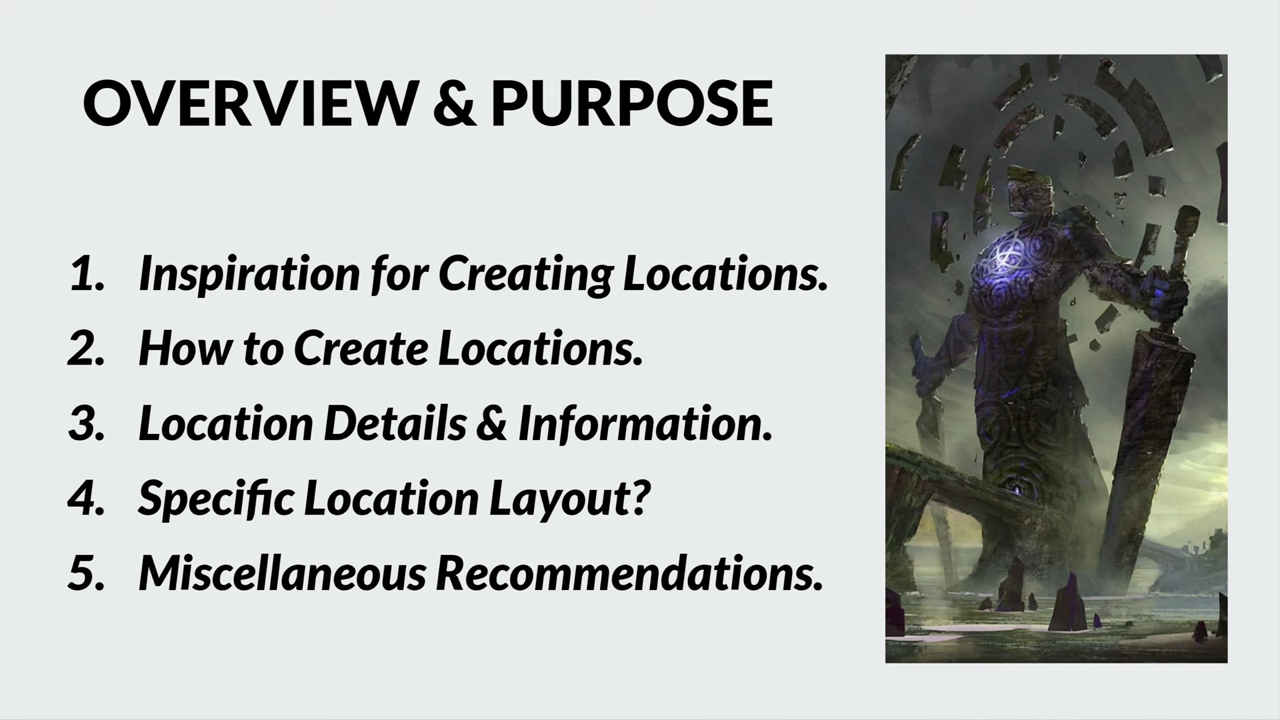 OVERVIEW & PURPOSE
1. Inspiration for Creating Locations.
2. How to Create Locations.
3. Location Details & Information.
4. Specific Location Layout?
5. Miscellaneous Recommendations.